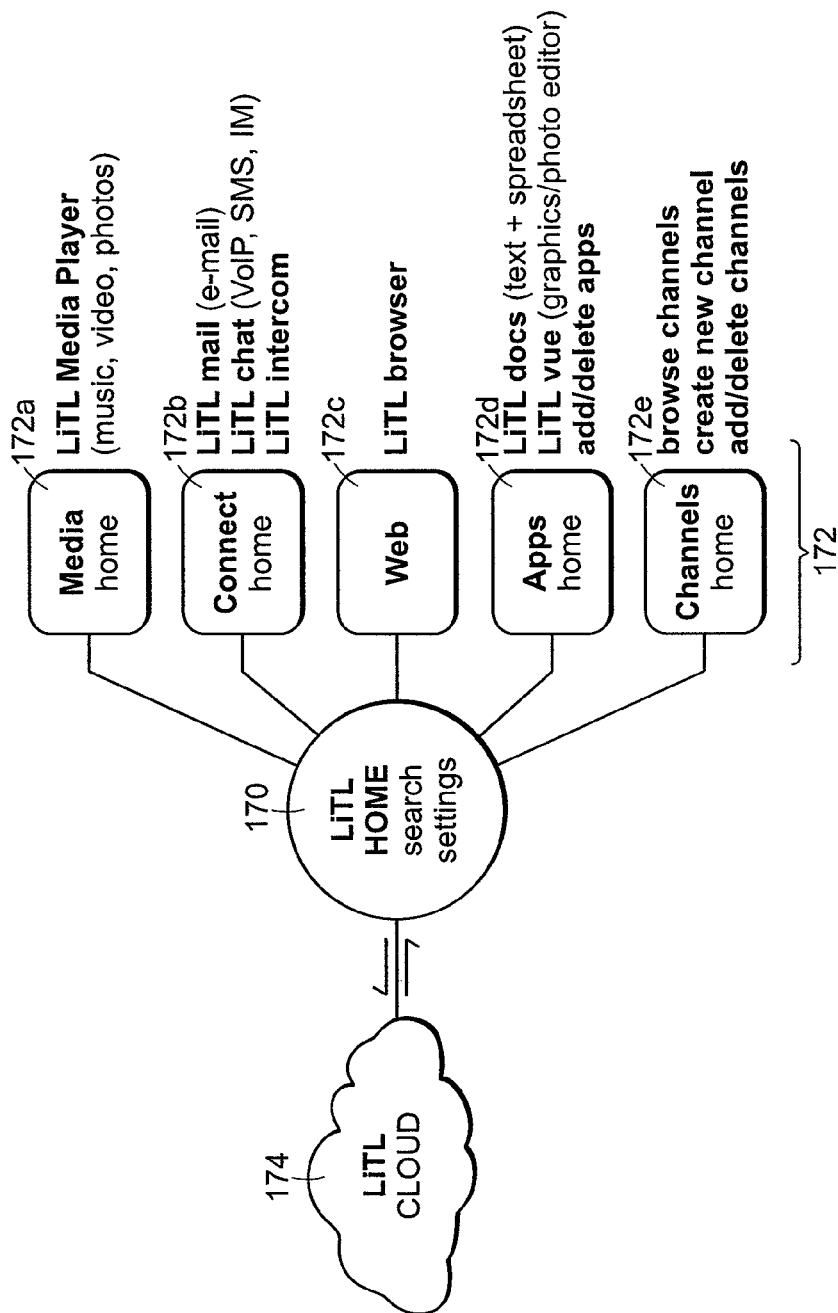 174
LiTL
CLOUD
170
LiTL
HOME
search
settings
172a
Media
home
LiTL Media Player
(music, video, photos)
172b
Connect
home
LiTL mail (e-mail)
LiTL chat (VoIP, SMS, IM)
LiTL intercom
172c
Web
LiTL browser
172d
Apps
home
LiTL docs (text + spreadsheet)
LiTL vue (graphics/photo editor)
add/delete apps
172e
Channels
home
browse channels
create new channel
add/delete channels
172